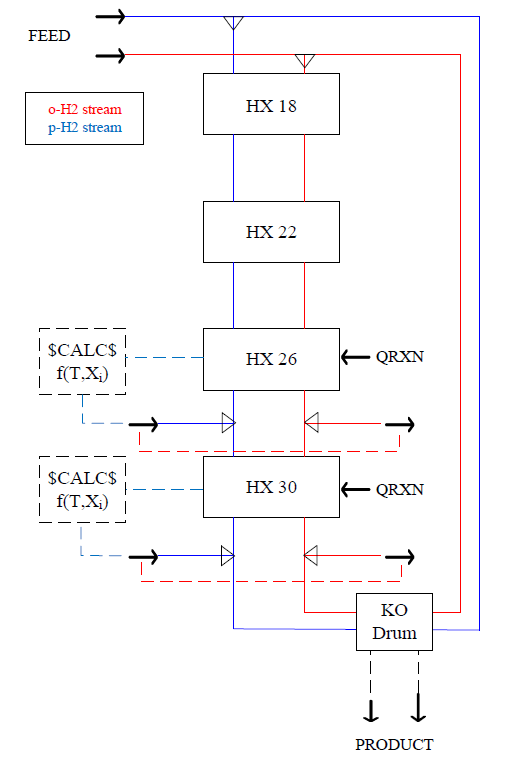 FEED
o-H2 stream
p-H2 stream
HX 18
HX 22
$CALC$
f(T,Xi)
HX 26
QRXN
$CALC$
f(T,Xi)
HX 30
QRXN
KO
Drum
PRODUCT